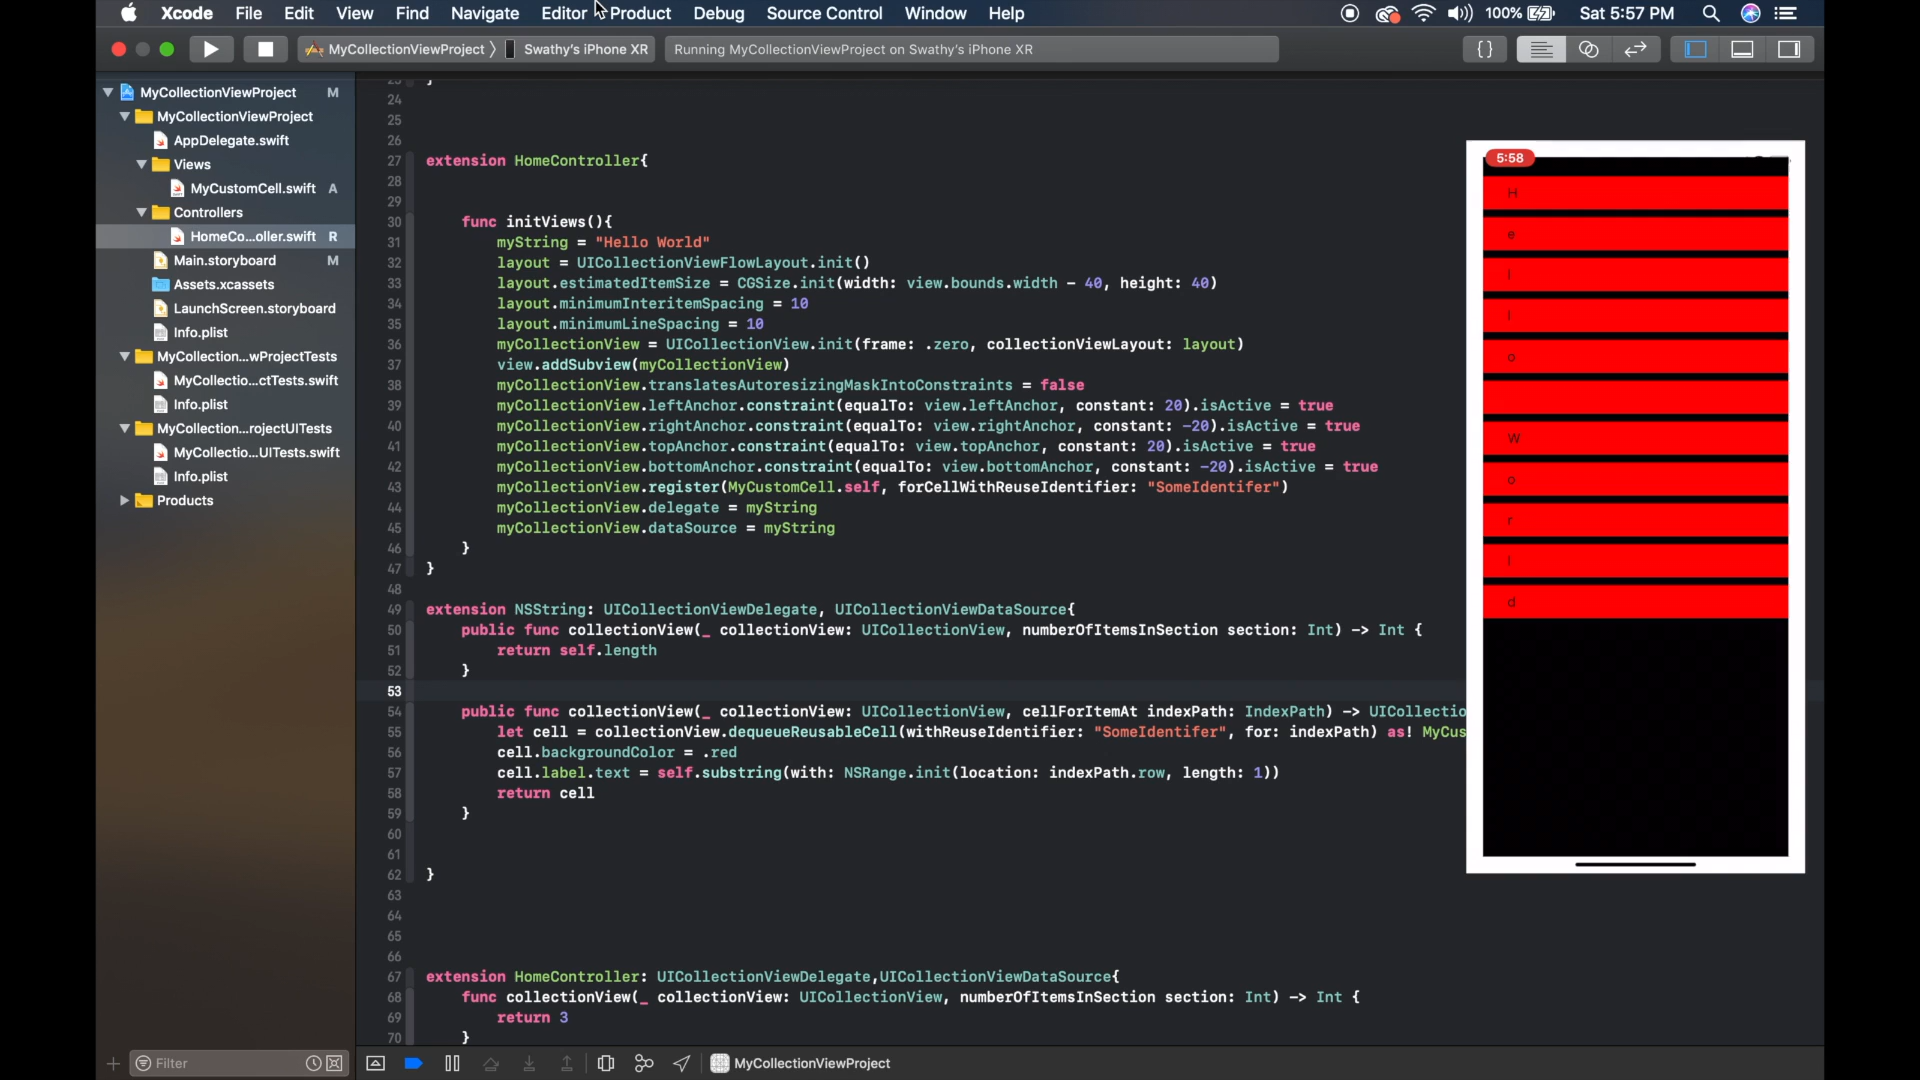 Xcode File Edit View Find Navigate Editor Product Debug Source Control Window Help 100% Sat 5:57 PM
MyCollectionViewProject Swathy's iPhone XR Running MyCollectionViewProject on Swathy's iPhone XR {}
MyCollectionViewProject M
MyCollectionViewProject
AppDelegate.swift
Views
MyCustomCell.swift A
Controllers
HomeCo...oller.swift R
Main.storyboard M
Assets.xcassets
LaunchScreen.storyboard
Info.plist
MyCollection...wProjectTests
MyCollectio...ctTests.swift
Info.plist
MyCollection...rojectUITests
MyCollectio...UITests.swift
Info.plist
Products
Filter
24
25
26
27 extension HomeController{
28
29
30 func initViews(){
31 myString = "Hello World"
32 layout = UICollectionViewFlowLayout.init()
33 layout.estimatedItemSize = CGSize.init(width: view.bounds.width - 40, height: 40)
34 layout.minimumInteritemSpacing = 10
35 layout.minimumLineSpacing = 10
36 myCollectionView = UICollectionView.init(frame: .zero, collectionViewLayout: layout)
37 view.addSubview(myCollectionView)
38 myCollectionView.translatesAutoresizingMaskIntoConstraints = false
39 myCollectionView.leftAnchor.constraint(equalTo: view.leftAnchor, constant: 20).isActive = true
40 myCollectionView.rightAnchor.constraint(equalTo: view.rightAnchor, constant: -20).isActive = true
41 myCollectionView.topAnchor.constraint(equalTo: view.topAnchor, constant: 20).isActive = true
42 myCollectionView.bottomAnchor.constraint(equalTo: view.bottomAnchor, constant: -20).isActive = true
43 myCollectionView.register(MyCustomCell.self, forCellWithReuseIdentifier: "SomeIdentifer")
44 myCollectionView.delegate = myString
45 myCollectionView.dataSource = myString
46 }
47 }
48
49 extension NSString: UICollectionViewDelegate, UICollectionViewDataSource{
50 public func collectionView(_ collectionView: UICollectionView, numberOfItemsInSection section: Int) -> Int {
51 return self.length
52 }
53
54 public func collectionView(_ collectionView: UICollectionView, cellForItemAt indexPath: IndexPath) -> UICollectio
55 let cell = collectionView.dequeueReusableCell(withReuseIdentifier: "SomeIdentifer", for: indexPath) as! MyCus
56 cell.backgroundColor = .red
57 cell.label.text = self.substring(with: NSRange.init(location: indexPath.row, length: 1))
58 return cell
59 }
60
61
62 }
63
64
65
66
67 extension HomeController: UICollectionViewDelegate,UICollectionViewDataSource{
68 func collectionView(_ collectionView: UICollectionView, numberOfItemsInSection section: Int) -> Int {
69 return 3
70 }
MyCollectionViewProject
5:58
H
e
l
l
o
W
o
r
l
d